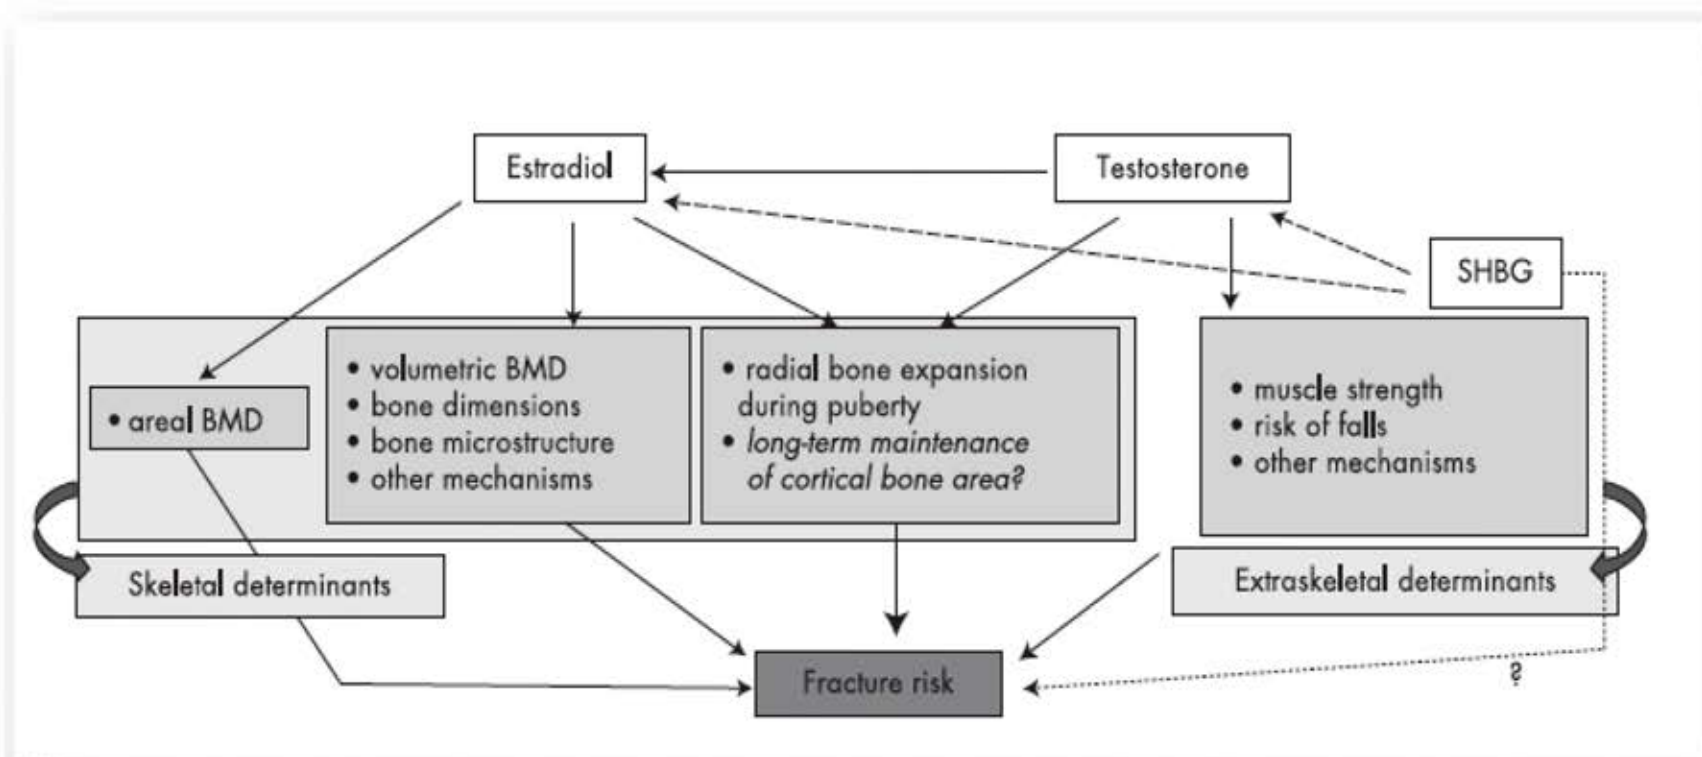 Estradiol
Testosterone
SHBG
• areal BMD
• volumetric BMD
• bone dimensions
• bone microstructure
• other mechanisms
• radial bone expansion
during puberty
• long-term maintenance
of cortical bone area?
• muscle strength
• risk of falls
• other mechanisms
Skeletal determinants
Extraskeletal determinants
Fracture risk
?